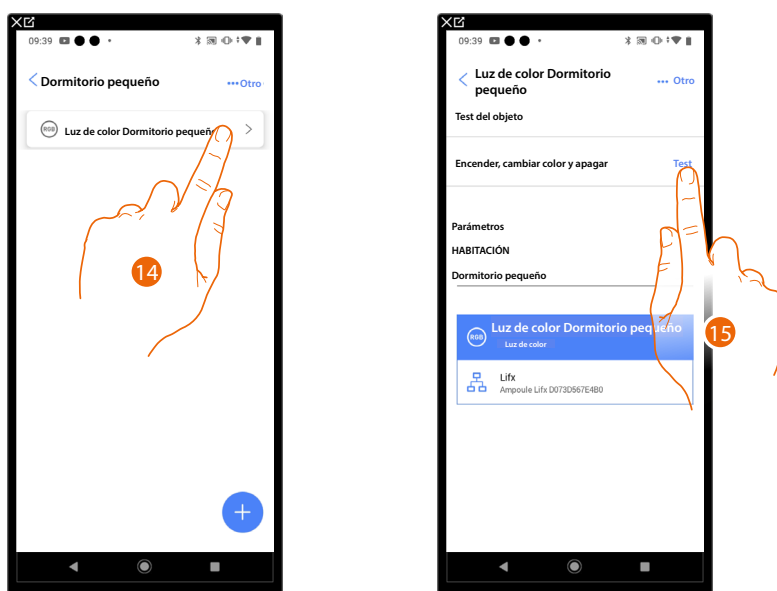 09:39
Dormitorio pequeño
Otro
RGB
Luz de color Dormitorio pequeño
14
09:39
Luz de color Dormitorio
pequeño
Otro
Test del objeto
Encender, cambiar color y apagar
Test
Parámetros
HABITACIÓN
Dormitorio pequeño
RGB
Luz de color Dormitorio pequeño
Luz de color
15
Lifx
Ampoule Lifx D073D567E4B0